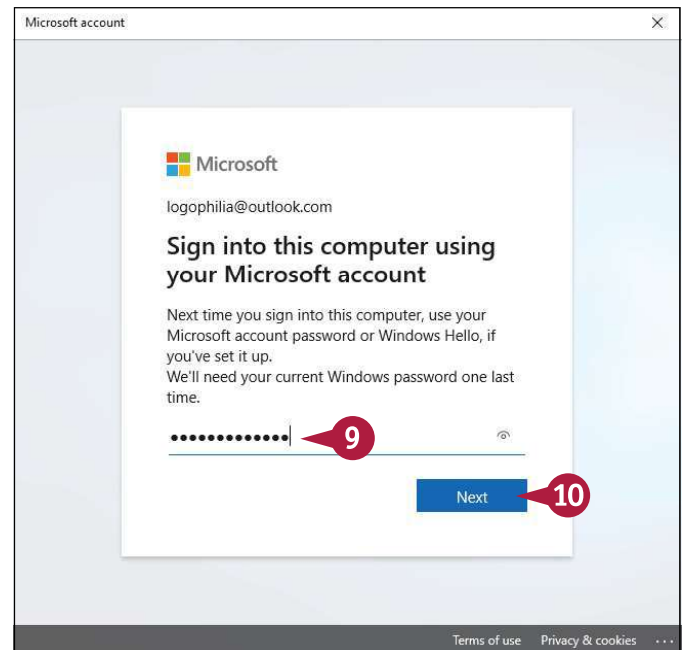 Microsoft account
Microsoft
logophilia@outlook.com
Sign into this computer using
your Microsoft account
Next time you sign into this computer, use your
Microsoft account password or Windows Hello, if
you've set it up.
We'll need your current Windows password one last
time.
•••••••••••••
9
Next
10
Terms of use Privacy & cookies ...